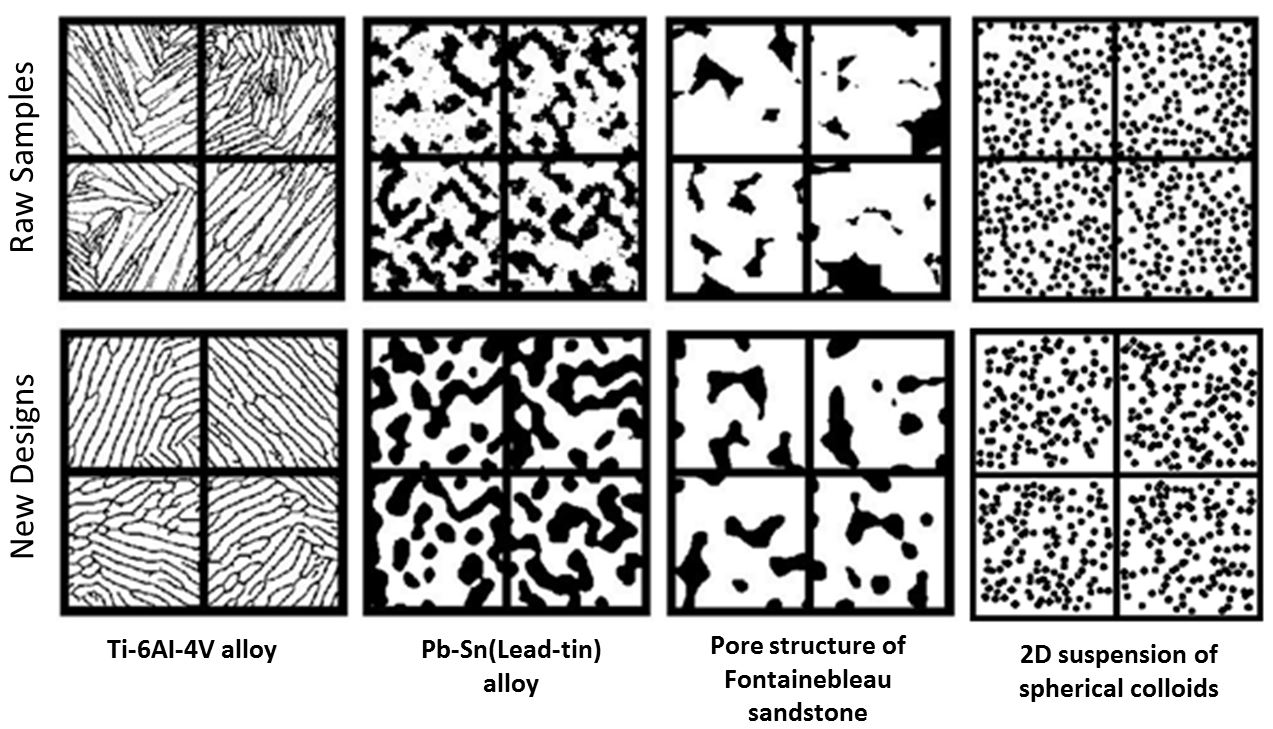 Raw Samples
New Designs
Ti-6Al-4V alloy
Pb-Sn(Lead-tin)
alloy
Pore structure of
Fontainebleau
sandstone
2D suspension of
spherical colloids